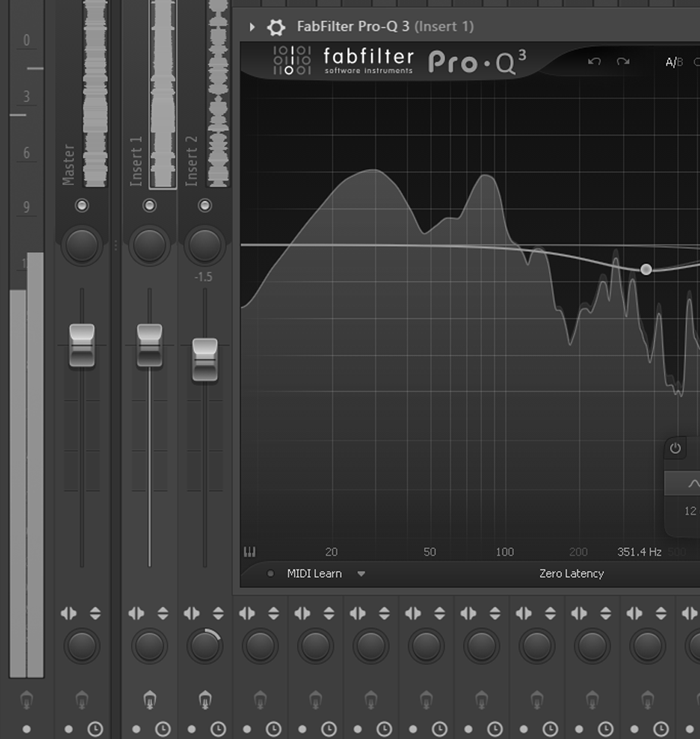 FabFilter Pro-Q 3 (Insert 1)
fabfilter
software instruments
Pro·Q³
A/B
0
3
6
9
1
Master
Insert 1
Insert 2
-1.5
12
20
50
100
200
351.4 Hz
500
MIDI Learn
Zero Latency